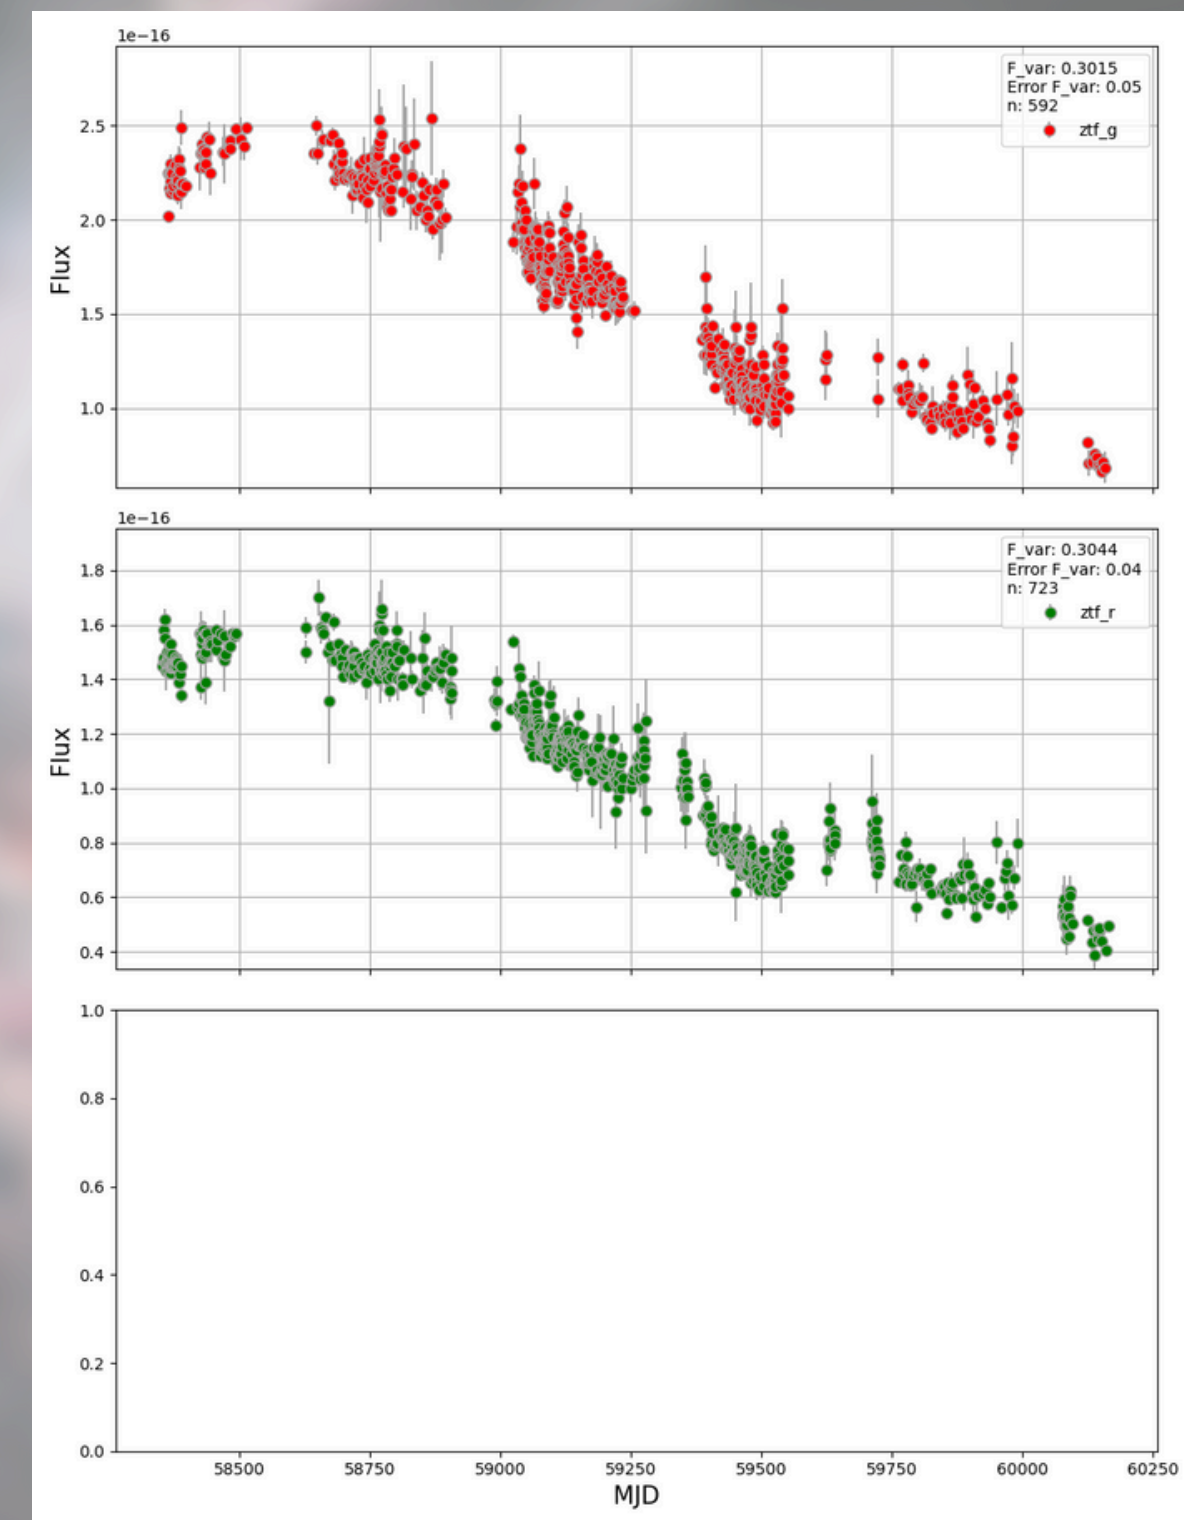 1e−16
F_var: 0.3015
Error F_var: 0.05
n: 592
ztf_g
2.5
2.0
1.5
1.0
Flux
1e−16
F_var: 0.3044
Error F_var: 0.04
n: 723
ztf_r
1.8
1.6
1.4
1.2
1.0
0.8
0.6
0.4
Flux
1.0
0.8
0.6
0.4
0.2
0.0
58500 58750 59000 59250 59500 59750 60000 60250
MJD